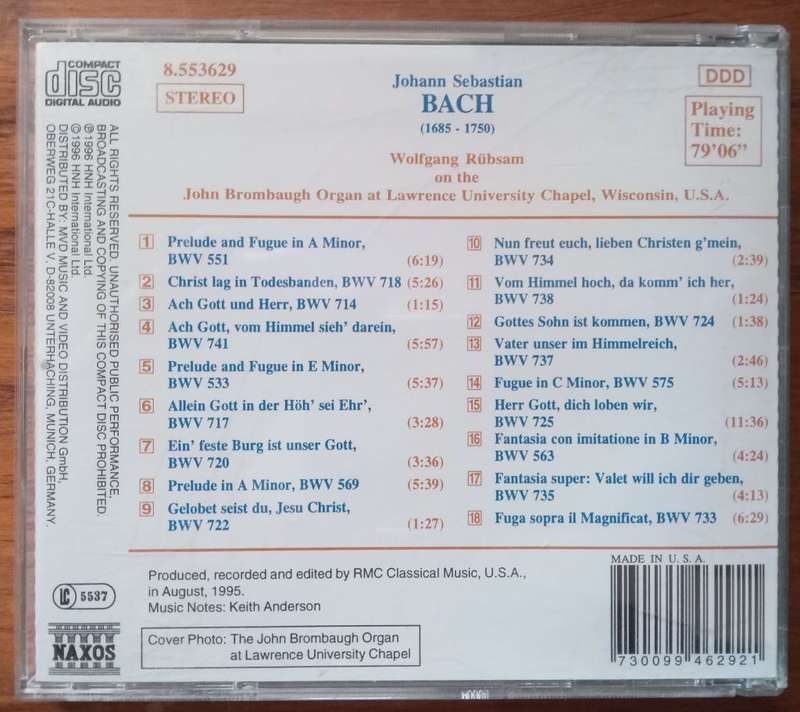 COMPACT
disc
DIGITAL AUDIO
8.553629
STEREO
Johann Sebastian
BACH
(1685 - 1750)
DDD
Playing
Time:
79'06"
Wolfgang Rübsam
on the
John Brombaugh Organ at Lawrence University Chapel, Wisconsin, U.S.A.
1 Prelude and Fugue in A Minor,
BWV 551 (6:19)
2 Christ lag in Todesbanden, BWV 718 (5:26)
3 Ach Gott und Herr, BWV 714 (1:15)
4 Ach Gott, vom Himmel sieh' darein,
BWV 741 (5:57)
5 Prelude and Fugue in E Minor,
BWV 533 (5:37)
6 Allein Gott in der Höh' sei Ehr',
BWV 717 (3:28)
7 Ein' feste Burg ist unser Gott,
BWV 720 (3:36)
8 Prelude in A Minor, BWV 569 (5:39)
9 Gelobet seist du, Jesu Christ,
BWV 722 (1:27)
10 Nun freut euch, lieben Christen g'mein,
BWV 734 (2:39)
11 Vom Himmel hoch, da komm' ich her,
BWV 738 (1:24)
12 Gottes Sohn ist kommen, BWV 724 (1:38)
13 Vater unser im Himmelreich,
BWV 737 (2:46)
14 Fugue in C Minor, BWV 575 (5:13)
15 Herr Gott, dich loben wir,
BWV 725 (11:36)
16 Fantasia con imitatione in B Minor,
BWV 563 (4:24)
17 Fantasia super: Valet will ich dir geben,
BWV 735 (4:13)
18 Fuga sopra il Magnificat, BWV 733 (6:29)
ALL RIGHTS RESERVED. UNAUTHORISED PUBLIC PERFORMANCE,
BROADCASTING AND COPYING OF THIS COMPACT DISC PROHIBITED.
℗1996 HNH International Ltd.
©1996 HNH International Ltd.
DISTRIBUTED BY: MVD MUSIC AND VIDEO DISTRIBUTION GmbH,
OBERWEG 21C-HALLE V, D-82008 UNTERHACHING, MUNICH, GERMANY.
LC 5537
NAXOS
Produced, recorded and edited by RMC Classical Music, U.S.A.,
in August, 1995.
Music Notes: Keith Anderson
Cover Photo: The John Brombaugh Organ
at Lawrence University Chapel
MADE IN U. S. A.
7 30099 46292 1